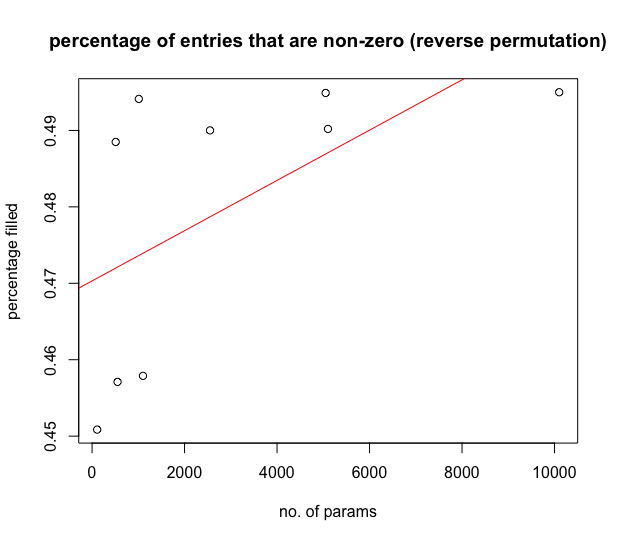 percentage of entries that are non-zero (reverse permutation)
percentage filled
0.49
0.48
0.47
0.46
0.45
0 2000 4000 6000 8000 10000
no. of params